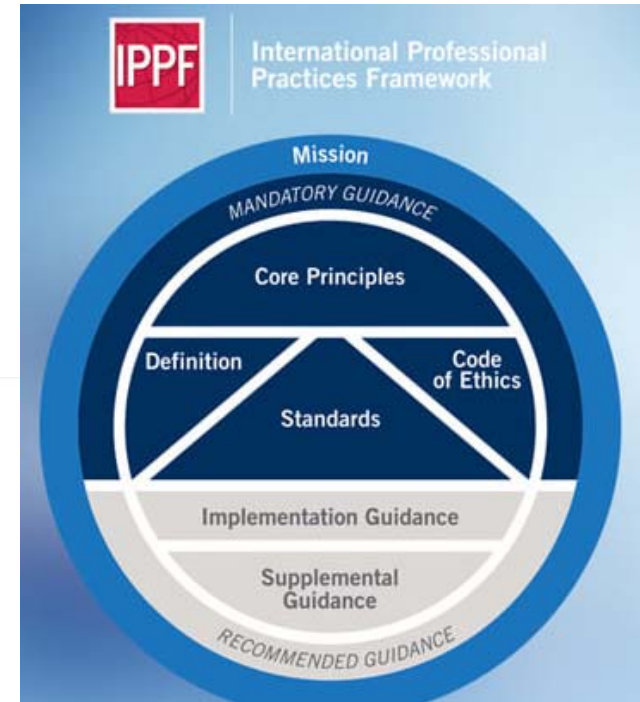 IPPF
International Professional
Practices Framework
Mission
MANDATORY GUIDANCE
Core Principles
Definition
Code
of Ethics
Standards
Implementation Guidance
Supplemental
Guidance
RECOMMENDED GUIDANCE